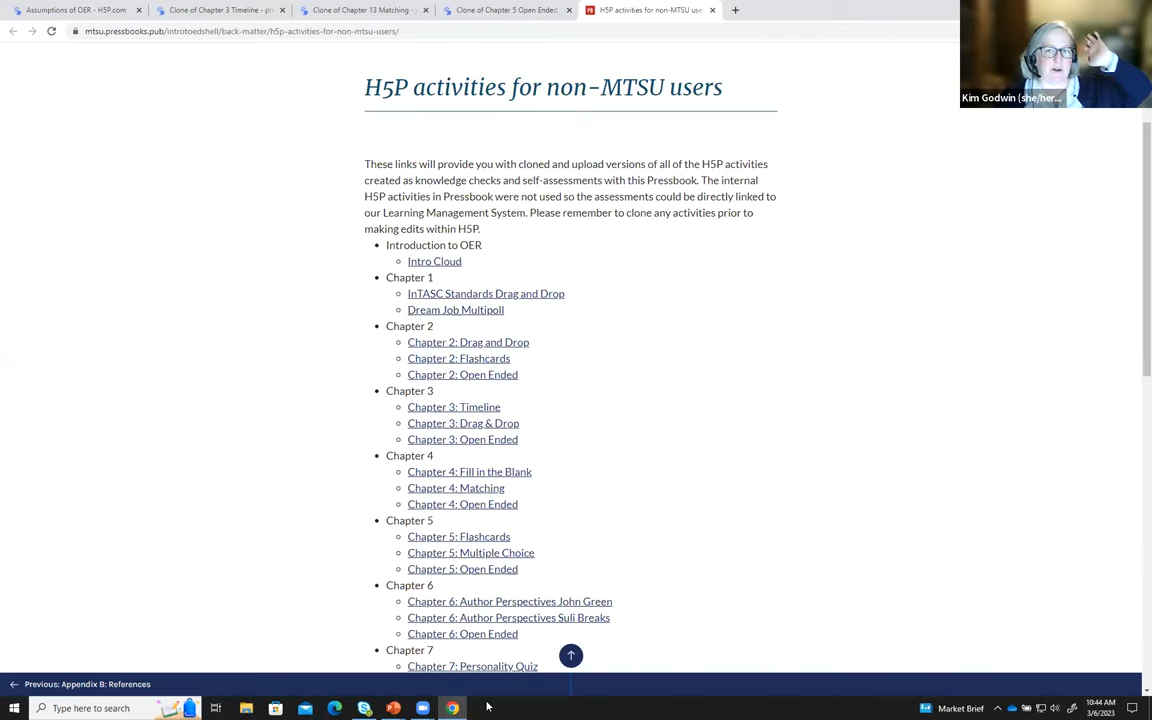 Assumptions of OER - H5P.com
Clone of Chapter 3 Timeline - pl
Clone of Chapter 13 Matching -
Clone of Chapter 5 Open Ended
H5P activities for non-MTSU use
mtsu.pressbooks.pub/introtoedshell/back-matter/h5p-activities-for-non-mtsu-users/
Kim Godwin (she/her...
H5P activities for non-MTSU users
These links will provide you with cloned and upload versions of all of the H5P activities
created as knowledge checks and self-assessments with this Pressbook. The internal
H5P activities in Pressbook were not used so the assessments could be directly linked to
our Learning Management System. Please remember to clone any activities prior to
making edits within H5P.
Introduction to OER
Intro Cloud
Chapter 1
InTASC Standards Drag and Drop
Dream Job Multipoll
Chapter 2
Chapter 2: Drag and Drop
Chapter 2: Flashcards
Chapter 2: Open Ended
Chapter 3
Chapter 3: Timeline
Chapter 3: Drag & Drop
Chapter 3: Open Ended
Chapter 4
Chapter 4: Fill in the Blank
Chapter 4: Matching
Chapter 4: Open Ended
Chapter 5
Chapter 5: Flashcards
Chapter 5: Multiple Choice
Chapter 5: Open Ended
Chapter 6
Chapter 6: Author Perspectives John Green
Chapter 6: Author Perspectives Suli Breaks
Chapter 6: Open Ended
Chapter 7
Chapter 7: Personality Quiz
Previous: Appendix B: References
Type here to search
Market Brief
10:44 AM
3/6/2023